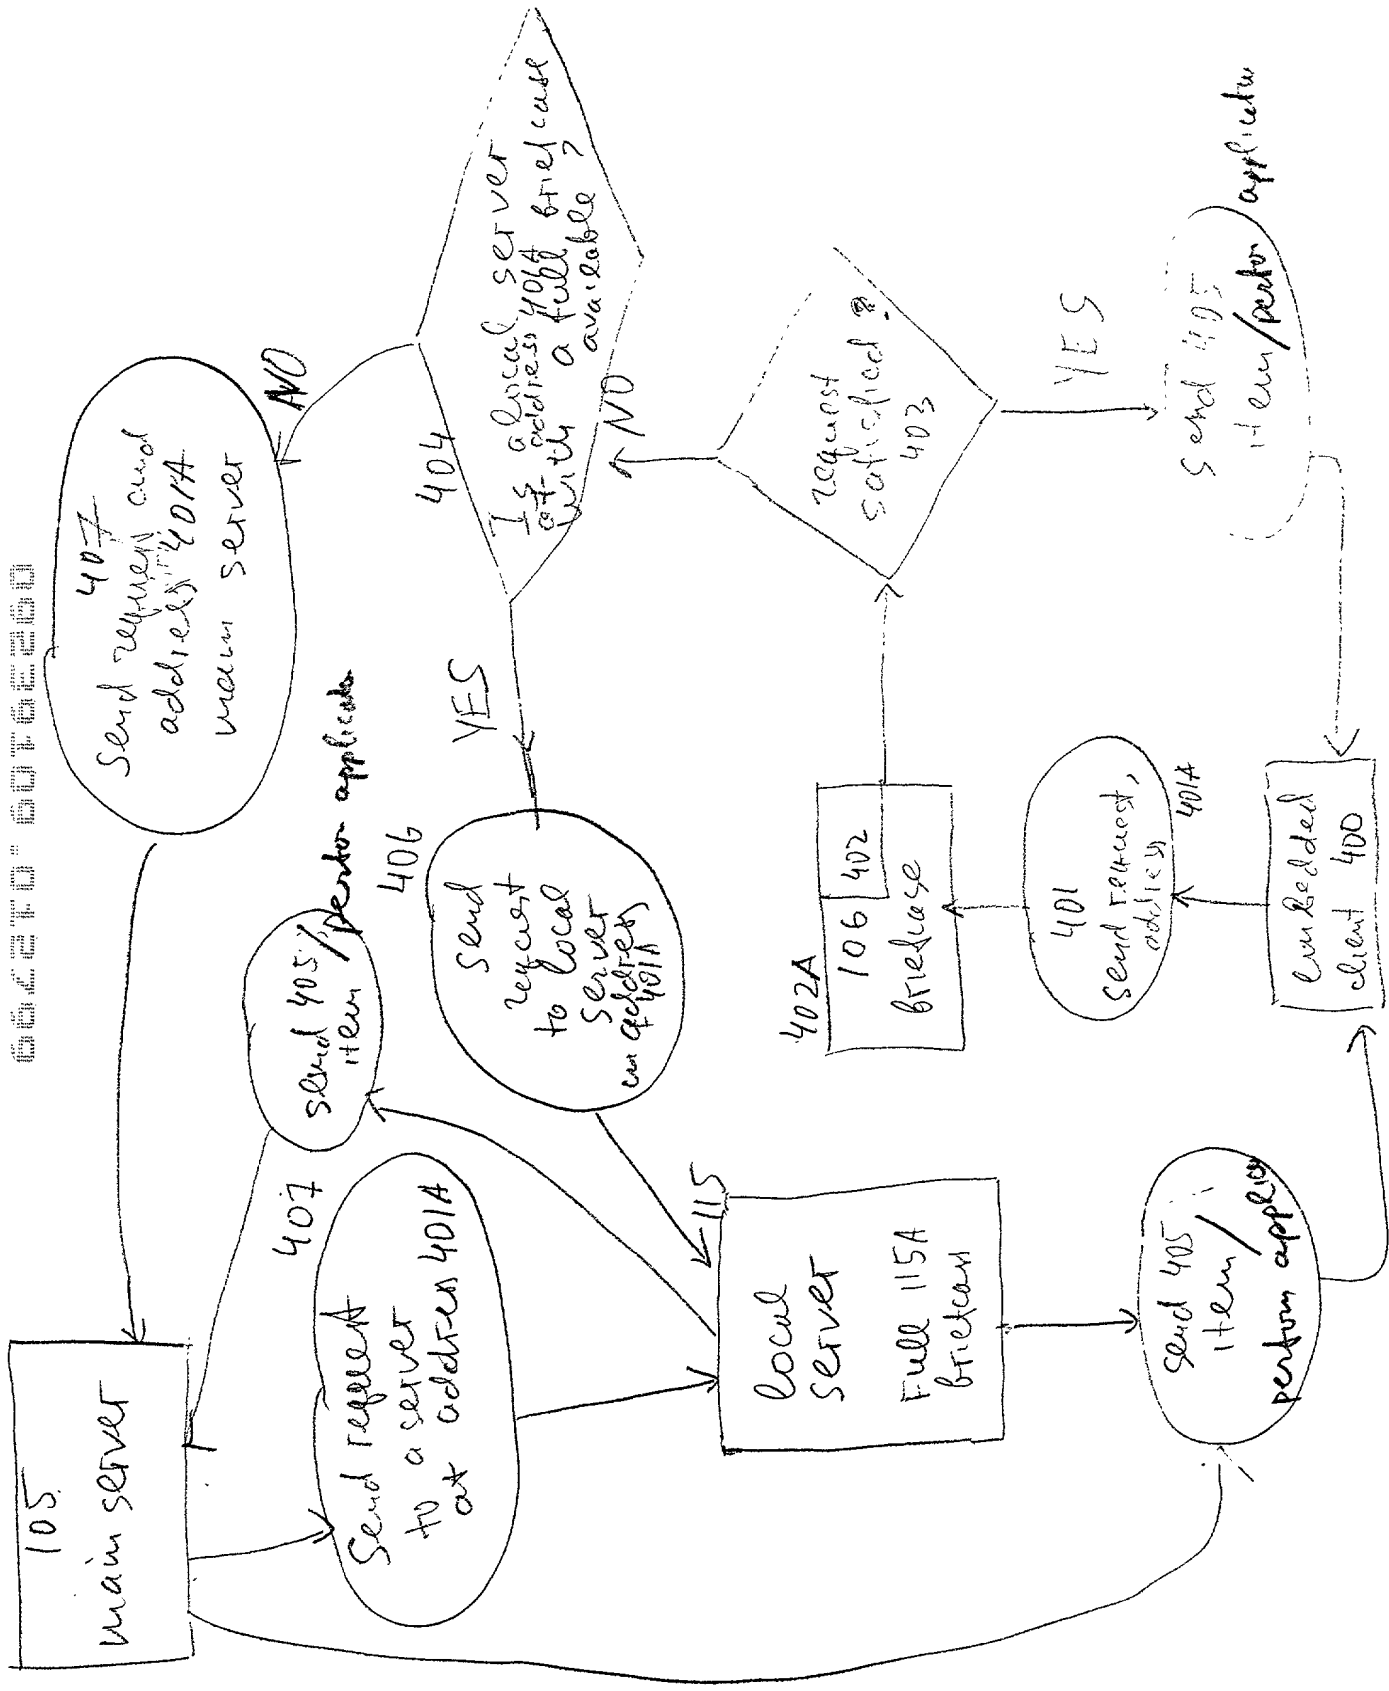 105
main server
407
send request and
address 401A
main server
NO
404
Is a local server
at address 401A
with a full briefcase
available?
YES
406
send
request
to local
server
in address
401A
send 405
item/perform application
407
Send request
to a server
at address 401A
115
local
server
Full 115A
briefcase
402A
106 402
briefcase
NO
request
satisfied?
403
YES
send 405
item/perform application
401
send request,
address
401A
embedded
client 400
send 405
item/
perform applica